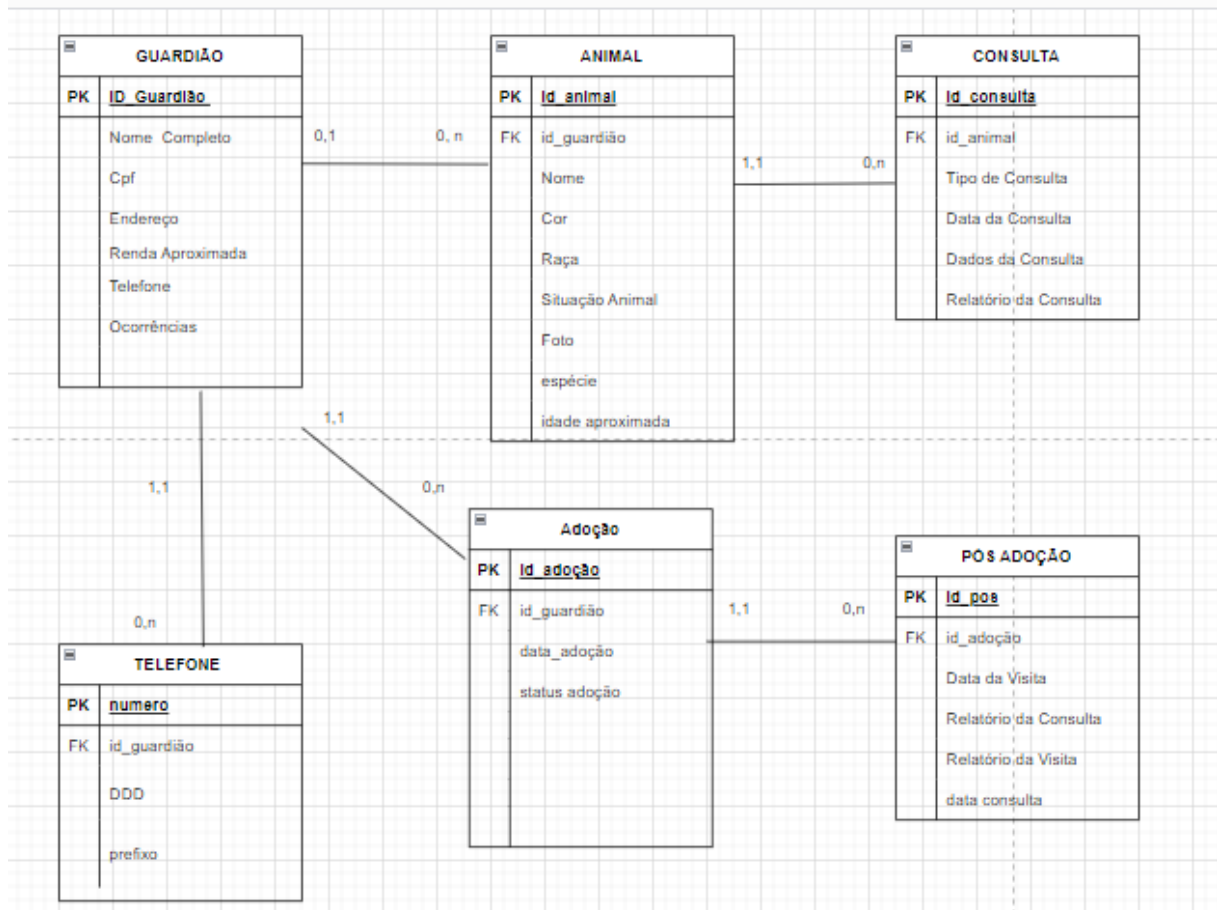 GUARDIÃO
PK ID_Guardião
Nome Completo
Cpf
Endereço
Renda Aproximada
Telefone
Ocorrências
0,1
0, n
ANIMAL
PK Id_animal
FK id_guardião
Nome
Cor
Raça
Situação Animal
Foto
espécie
idade aproximada
1,1
0,n
CONSULTA
PK Id_consulta
FK id_animal
Tipo de Consulta
Data da Consulta
Dados da Consulta
Relatório da Consulta
1,1
0,n
1,1
0,n
TELEFONE
PK numero
FK id_guardião
DDD
prefixo
Adoção
PK Id_adoção
FK id_guardião
data_adoção
status adoção
1,1
0,n
PÓS ADOÇÃO
PK Id_pos
FK id_adoção
Data da Visita
Relatório da Consulta
Relatório da Visita
data consulta